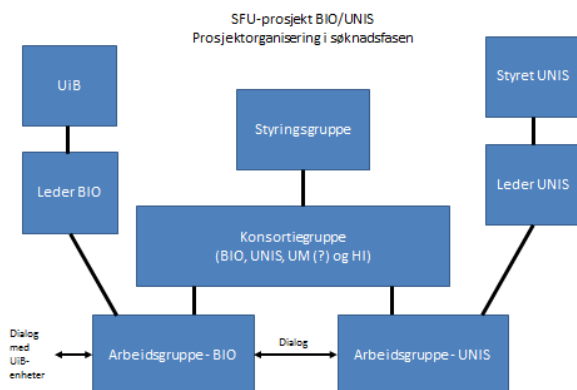 SFU-prosjekt BIO/UNIS
Prosjektorganisering i søknadsfasen
UiB
Styret UNIS
Styringsgruppe
Leder BIO
Leder UNIS
Konsortiegruppe
(BIO, UNIS, UM (?) og HI)
Dialog
med
UiB-
enheter
Arbeidsgruppe - BIO
Dialog
Arbeidsgruppe - UNIS